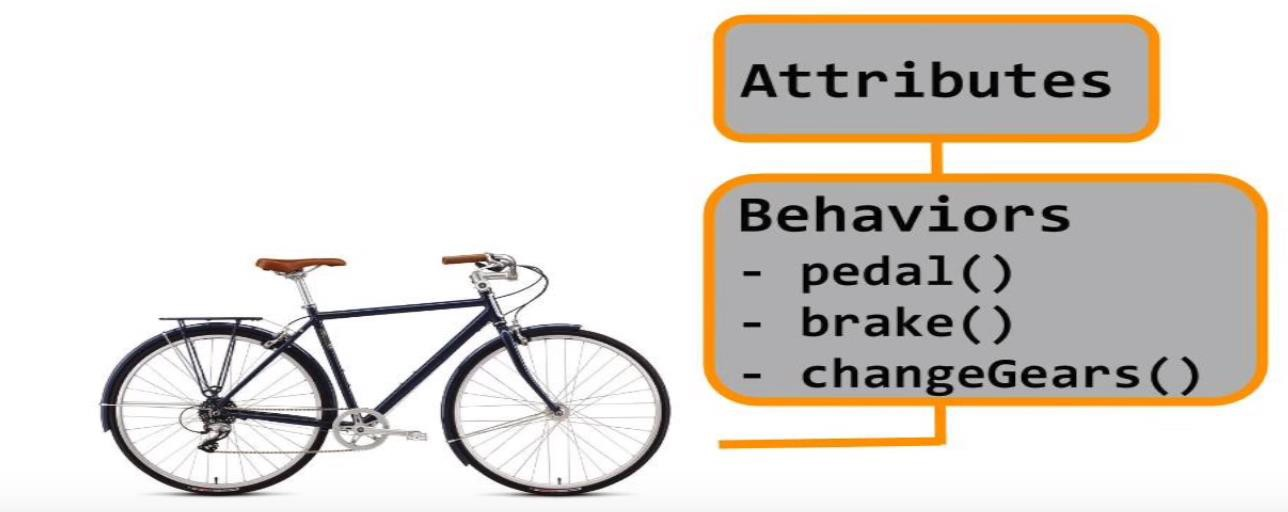 Attributes
Behaviors
- pedal()
- brake()
- changeGears()